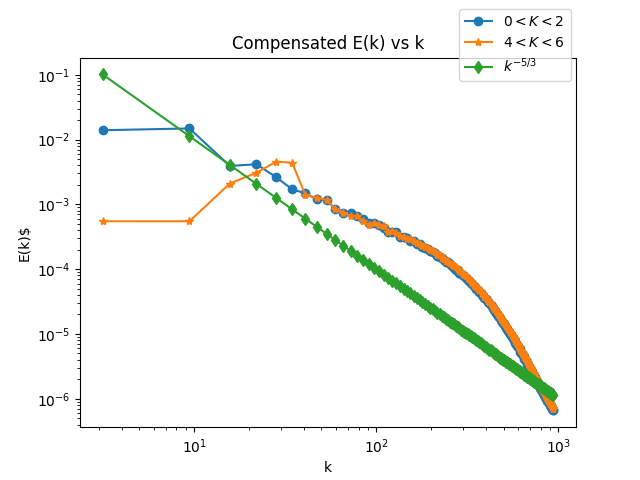 Compensated E(k) vs k
0 < K < 2
4 < K < 6
k^{-5/3}
10^{-1}
10^{-2}
10^{-3}
10^{-4}
10^{-5}
10^{-6}
E(k)$
10^1
10^2
10^3
k